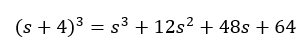 (s + 4)³ = s³ + 12s² + 48s + 64